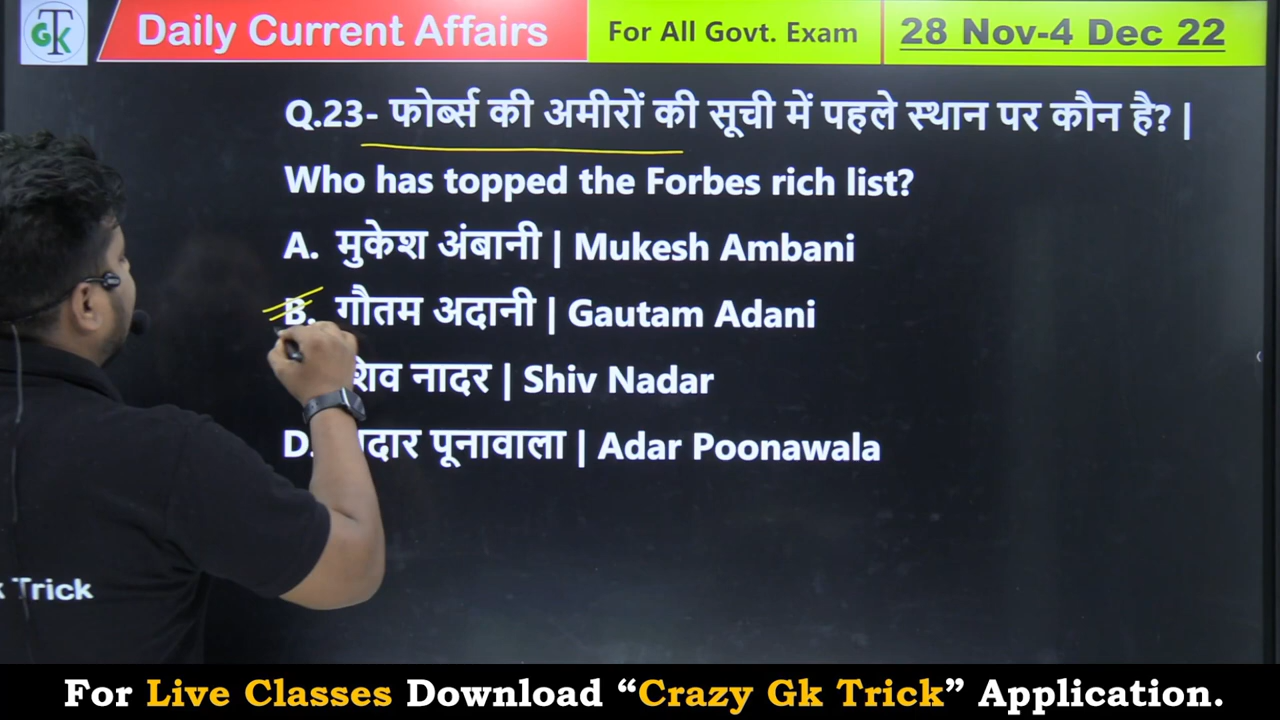 GTK
Daily Current Affairs
For All Govt. Exam
28 Nov-4 Dec 22
Q.23- फोर्ब्स की अमीरों की सूची में पहले स्थान पर कौन है? |
Who has topped the Forbes rich list?
A. मुकेश अंबानी | Mukesh Ambani
B. गौतम अदानी | Gautam Adani
शिव नादर | Shiv Nadar
D. पूनावाला | Adar Poonawala
Trick
For Live Classes Download “Crazy Gk Trick” Application.